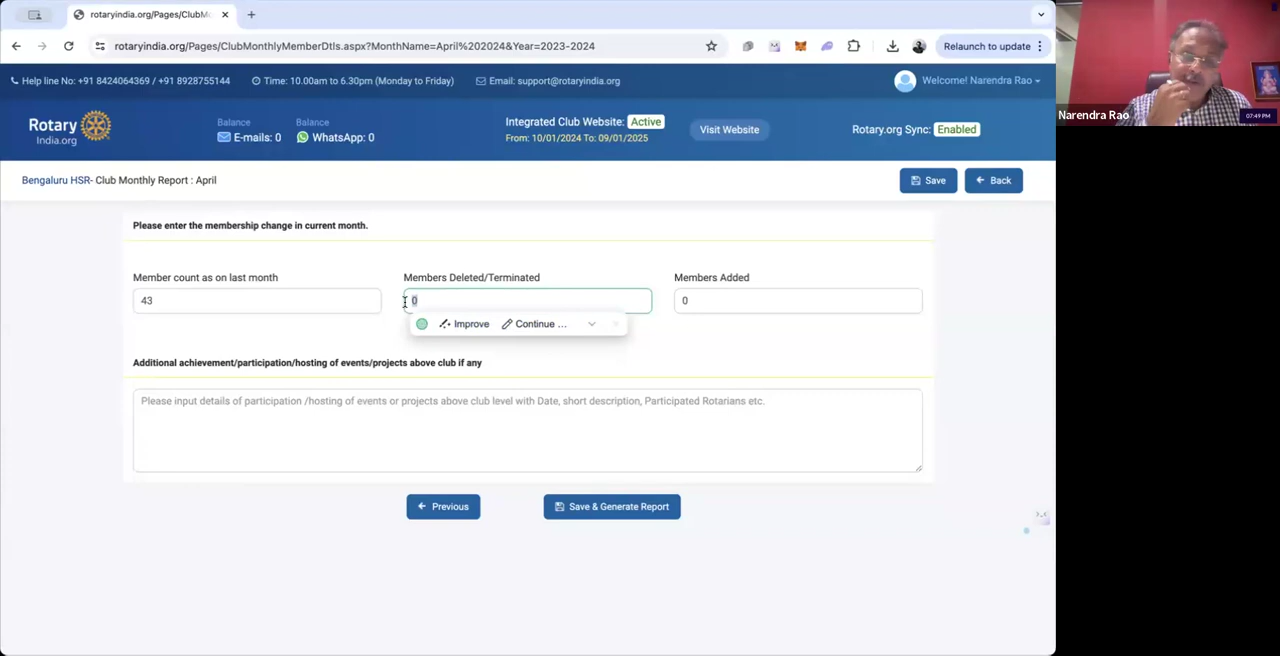 rotaryindia.org/Pages/ClubM
rotaryindia.org/Pages/ClubMonthlyMemberDtls.aspx?MonthName=April%202024&Year=2023-2024
Relaunch to update
Help line No: +91 8424064369 / +91 8928755144
Time: 10.00am to 6.30pm (Monday to Friday)
Email: support@rotaryindia.org
Welcome! Narendra Rao
Rotary
India.org
Balance
E-mails: 0
Balance
WhatsApp: 0
Integrated Club Website: Active
From: 10/01/2024 To: 09/01/2025
Visit Website
Rotary.org Sync: Enabled
Bengaluru HSR- Club Monthly Report : April
Save
Back
Please enter the membership change in current month.
Member count as on last month
Members Deleted/Terminated
Members Added
43
0
0
Improve
Continue ...
Additional achievement/participation/hosting of events/projects above club if any
Please input details of participation /hosting of events or projects above club level with Date, short description, Participated Rotarians etc.
Previous
Save & Generate Report
Narendra Rao
07:49 PM